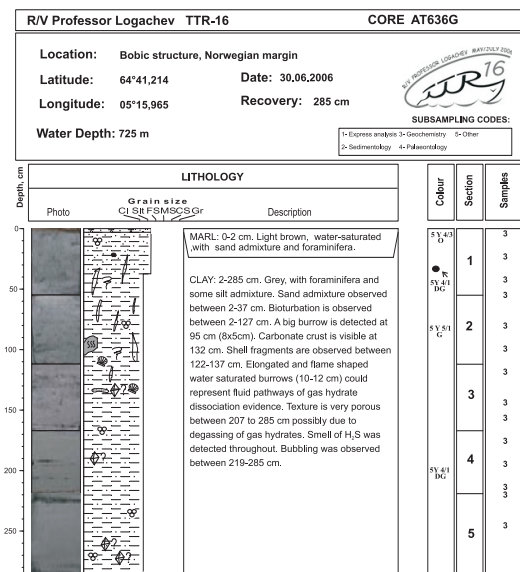 R/V Professor Logachev TTR-16 CORE AT636G
Location: Bobic structure, Norwegian margin
Latitude: 64°41,214 Date: 30,06,2006
Longitude: 05°15,965 Recovery: 285 cm
Water Depth: 725 m
R/V PROFESSOR LOGACHEV MAY/JULY 2006
TTR 16
SUBSAMPLING CODES:
1- Express analysis 3- Geochemistry 5- Other
2- Sedimentology 4- Palaeontology
Depth, cm
LITHOLOGY
Colour
Section
Samples
Grain size
Photo Cl Slt FS MS CS Gr Description
MARL: 0-2 cm. Light brown, water-saturated
,with sand admixture and foraminifera.
CLAY: 2-285 cm. Grey, with foraminifera and
some silt admixture. Sand admixture observed
between 2-37 cm. Bioturbation is observed
between 2-127 cm. A big burrow is detected at
95 cm (8x5cm). Carbonate crust is visible at
132 cm. Shell fragments are observed between
122-137 cm. Elongated and flame shaped
water saturated burrows (10-12 cm) could
represent fluid pathways of gas hydrate
dissociation evidence. Texture is very porous
between 207 to 285 cm possibly due to
degassing of gas hydrates. Smell of H₂S was
detected throughout. Bubbling was observed
between 219-285 cm.
0
50
100
150
200
250
?
SSS
?
?
?
?
?
?
5 Y 4/3
O
5Y 4/1
DG
5 Y 5/1
G
5Y 4/1
DG
1
2
3
4
5
3
3
3
3
3
3
3
3
3
3
3
3